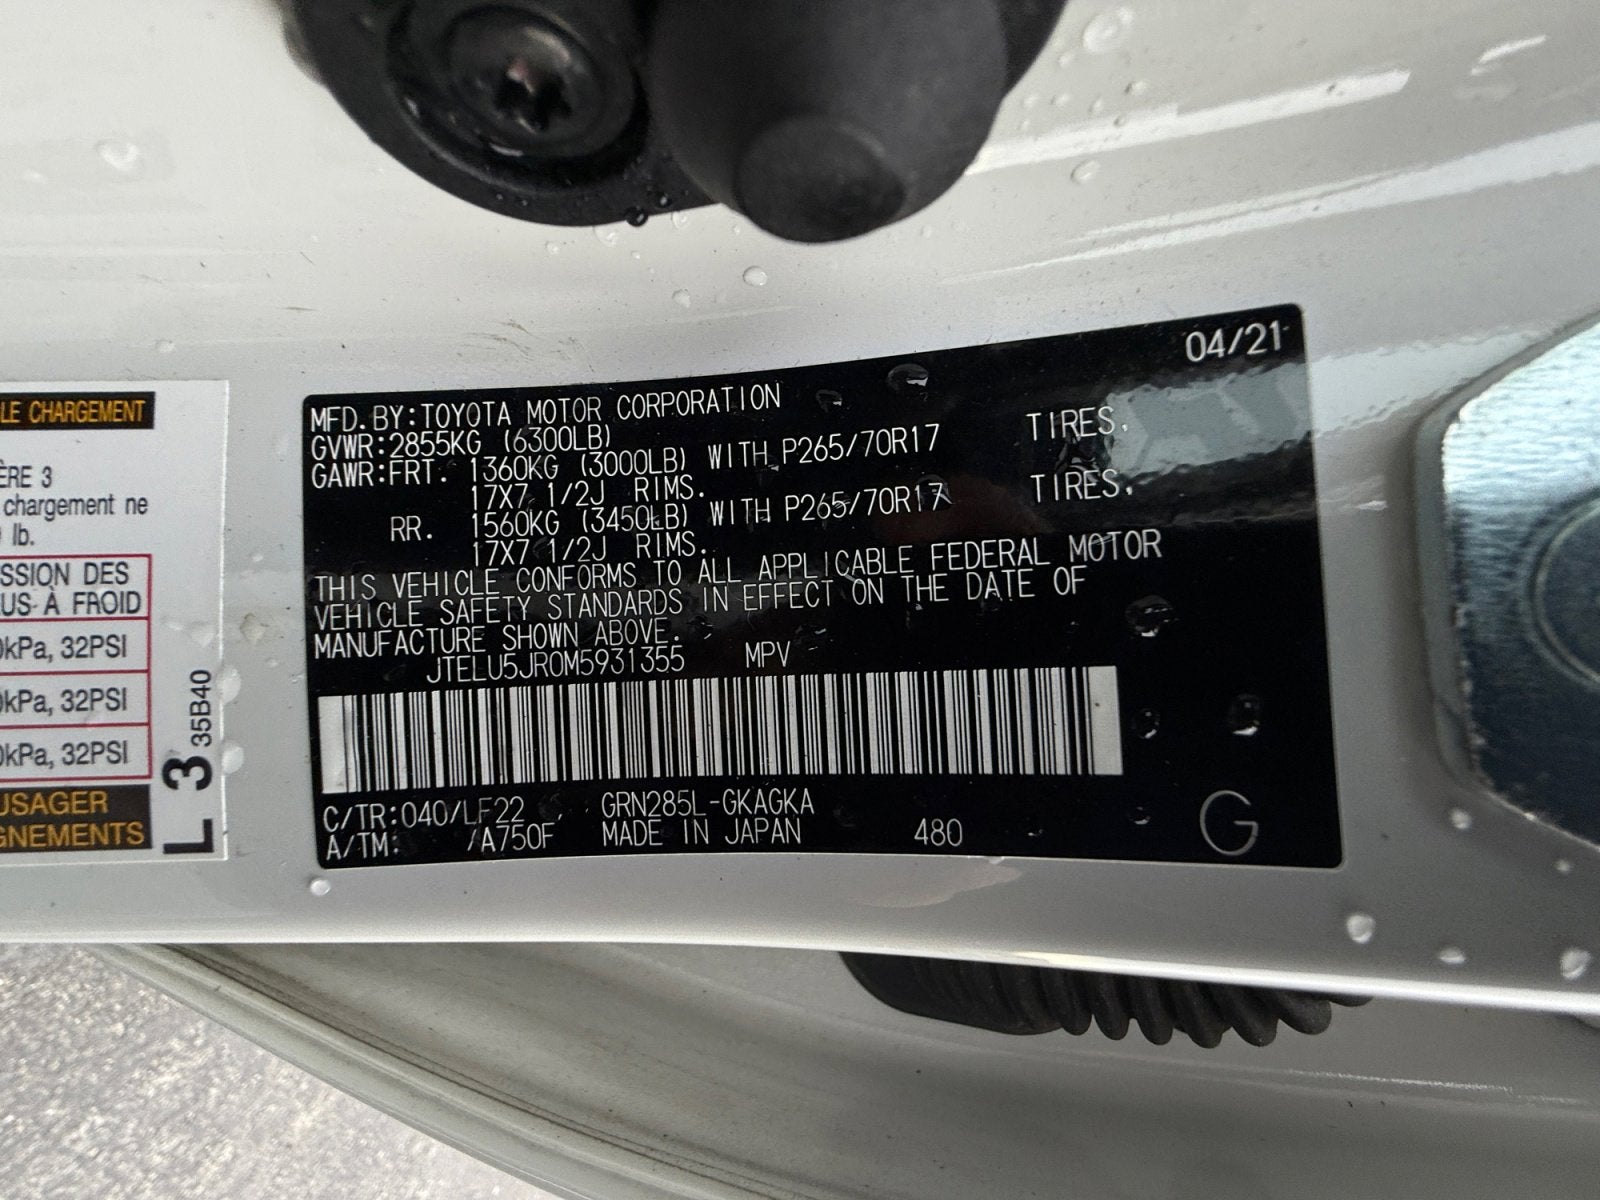 LE CHARGEMENT
ÈRE 3
chargement ne
lb.
SSION DES
US À FROID
kPa, 32PSI
kPa, 32PSI
kPa, 32PSI
USAGER
GNEMENTS
L 3 35B40
04/21
MFD.BY:TOYOTA MOTOR CORPORATION
GVWR:2855KG (6300LB)
GAWR:FRT. 1360KG (3000LB) WITH P265/70R17 TIRES.
17X7 1/2J RIMS.
RR. 1560KG (3450LB) WITH P265/70R17 TIRES.
17X7 1/2J RIMS.
THIS VEHICLE CONFORMS TO ALL APPLICABLE FEDERAL MOTOR
VEHICLE SAFETY STANDARDS IN EFFECT ON THE DATE OF
MANUFACTURE SHOWN ABOVE.
JTELU5JR0M5931355 MPV
C/TR:040/LF22 GRN285L-GKAGKA
A/TM: /A750F MADE IN JAPAN 480
G